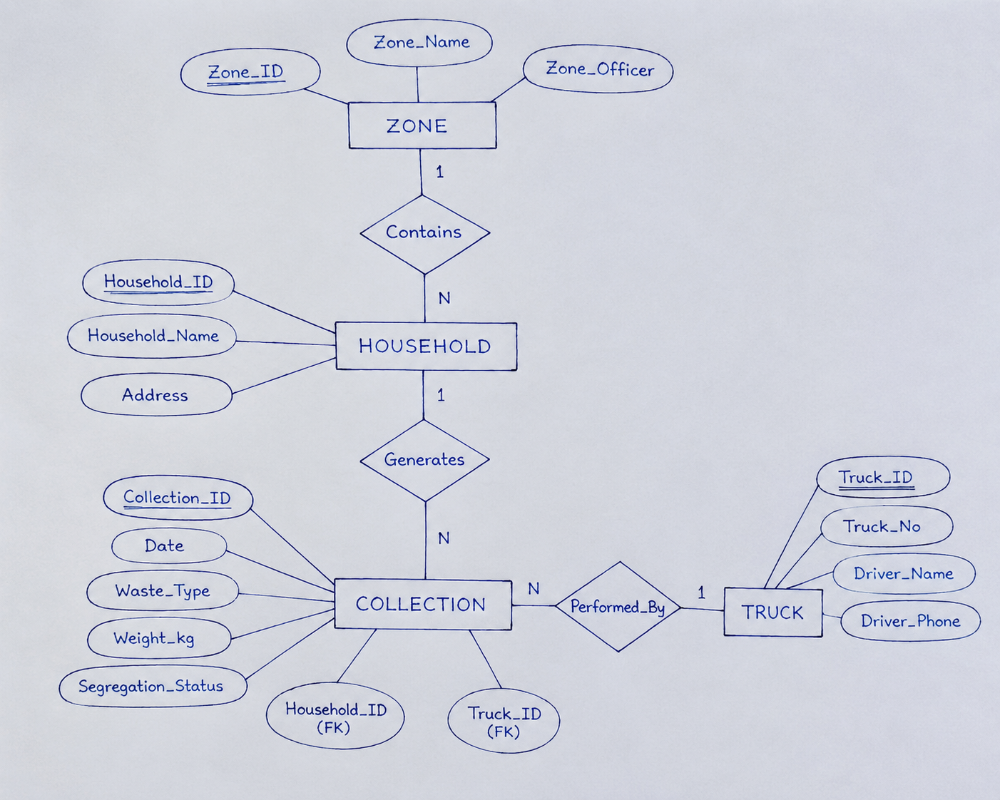 Zone_Name
Zone_ID
Zone_Officer
ZONE
1
Contains
N
Household_ID
Household_Name
Address
HOUSEHOLD
1
Generates
N
Collection_ID
Date
Waste_Type
Weight_kg
Segregation_Status
COLLECTION
Household_ID
(FK)
Truck_ID
(FK)
N
Performed_By
1
TRUCK
Truck_ID
Truck_No
Driver_Name
Driver_Phone